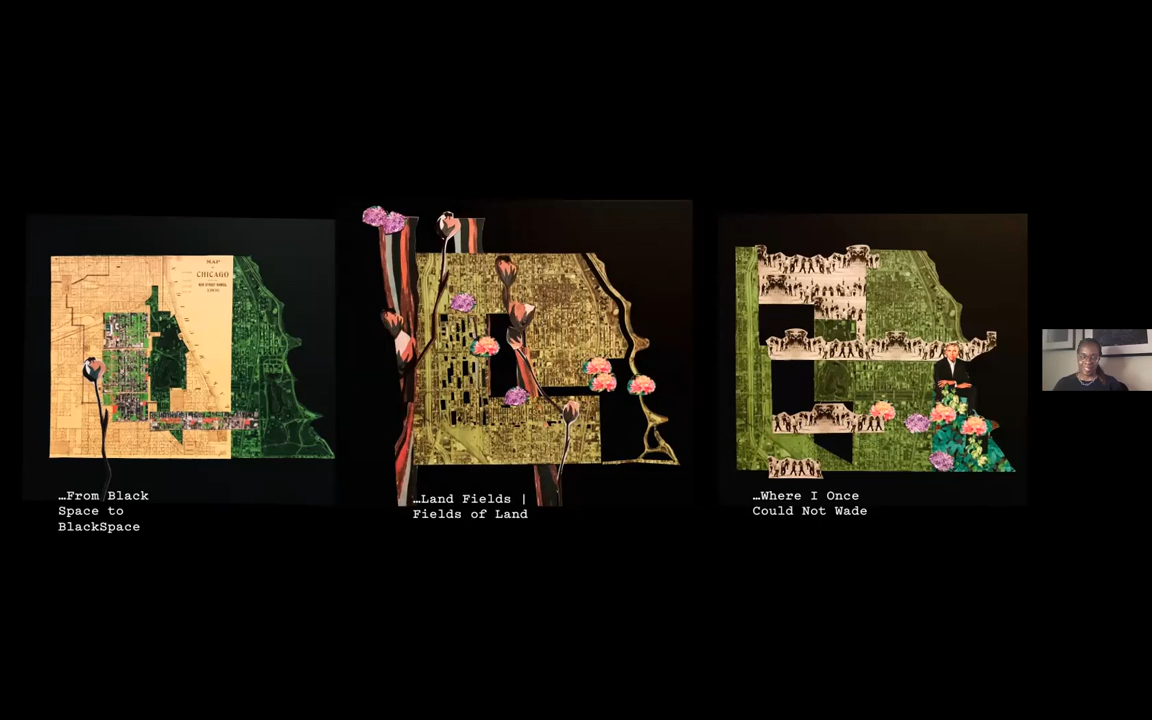 MAP
CHICAGO
…From Black
Space to
BlackSpace
…Land Fields |
Fields of Land
…Where I Once
Could Not Wade